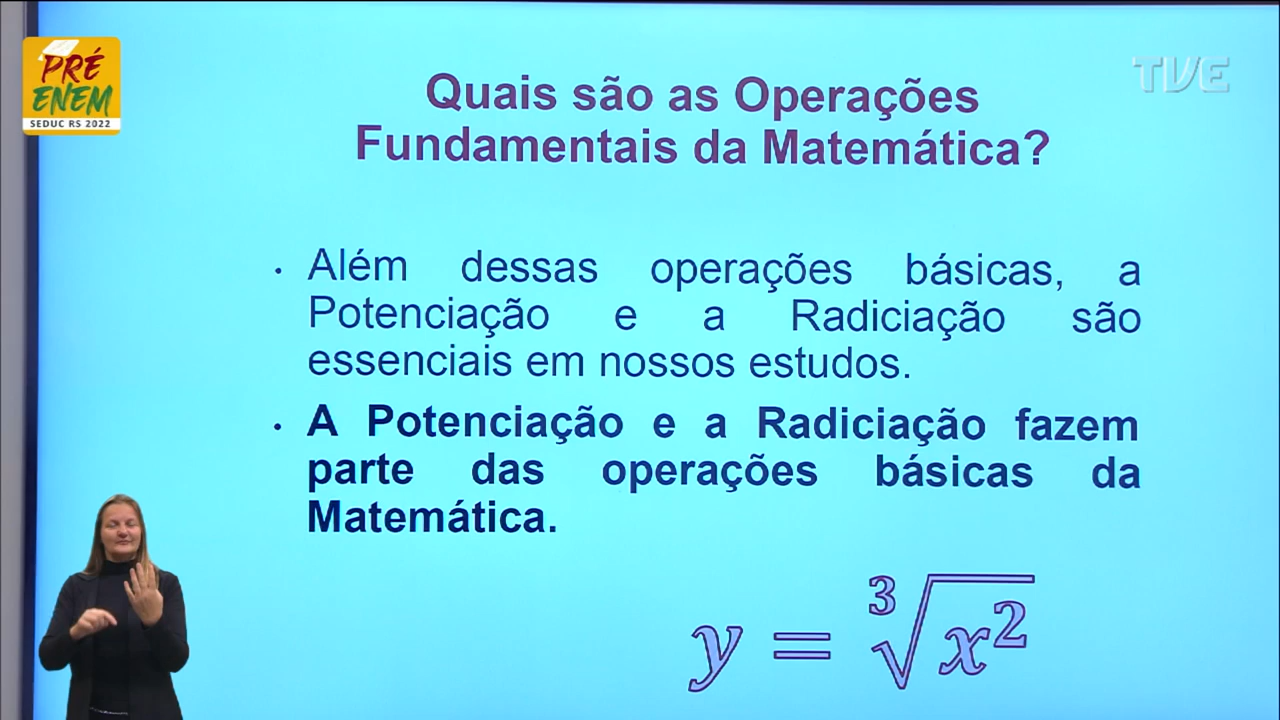 PRÉ
ENEM
SEDUC RS 2022
TVE
Quais são as Operações
Fundamentais da Matemática?
• Além dessas operações básicas, a
Potenciação e a Radiciação são
essenciais em nossos estudos.
• A Potenciação e a Radiciação fazem
parte das operações básicas da
Matemática.
y = ∛x²